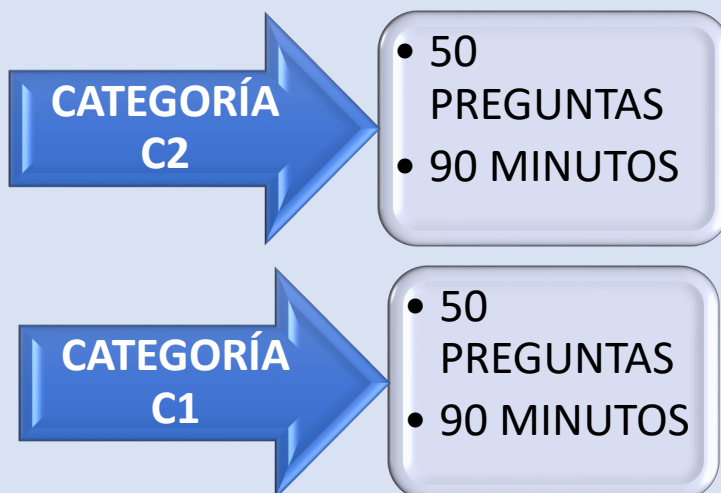 CATEGORÍA
C2
• 50
PREGUNTAS
• 90 MINUTOS
CATEGORÍA
C1
• 50
PREGUNTAS
• 90 MINUTOS